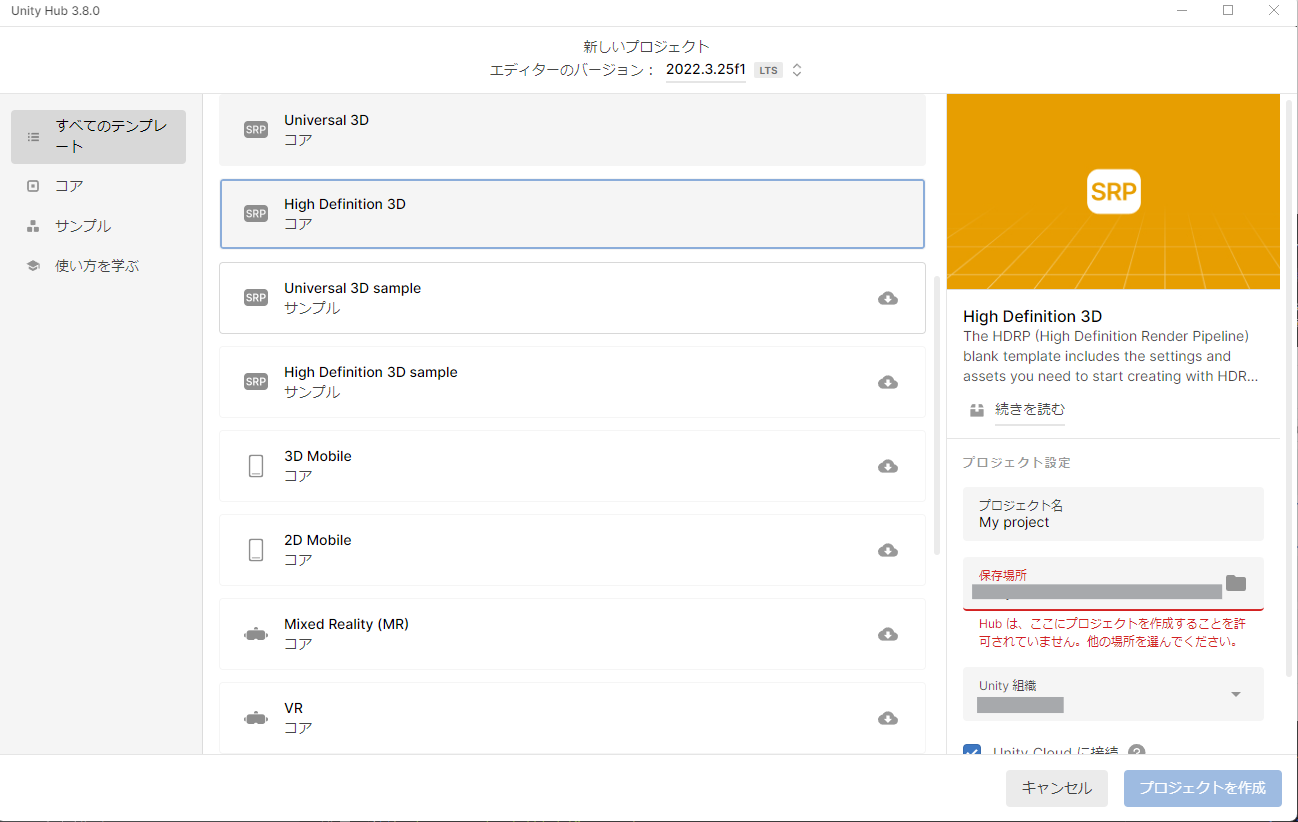 Unity Hub 3.8.0
新しいプロジェクト
エディターのバージョン： 2022.3.25f1 LTS
すべてのテンプレ
ート
コア
サンプル
使い方を学ぶ
SRP
Universal 3D
コア
SRP
High Definition 3D
コア
SRP
Universal 3D sample
サンプル
SRP
High Definition 3D sample
サンプル
3D Mobile
コア
2D Mobile
コア
Mixed Reality (MR)
コア
VR
コア
SRP
High Definition 3D
The HDRP (High Definition Render Pipeline)
blank template includes the settings and
assets you need to start creating with HDR...
続きを読む
プロジェクト設定
プロジェクト名
My project
保存場所
Hub は、ここにプロジェクトを作成することを許
可されていません。他の場所を選んでください。
Unity 組織
Unity Cloud に接続 ?
キャンセル
プロジェクトを作成